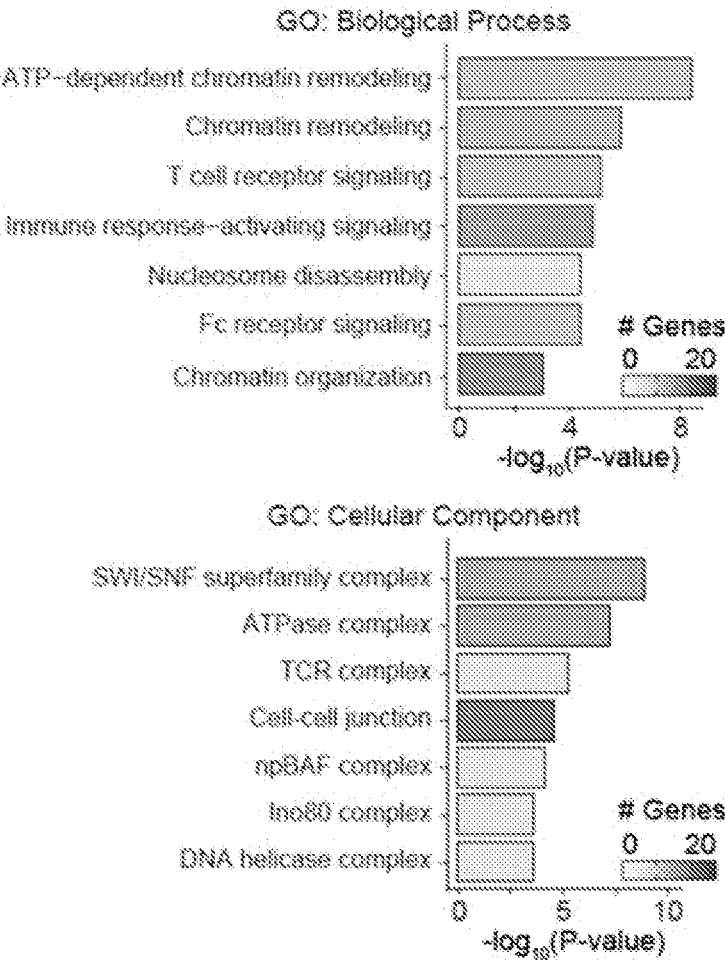 GO: Biological Process
ATP-dependent chromatin remodeling
Chromatin remodeling
T cell receptor signaling
Immune response-activating signaling
Nucleosome disassembly
Fc receptor signaling
Chromatin organization
# Genes
0 20
0 4 8
-log10(P-value)
GO: Cellular Component
SWI/SNF superfamily complex
ATPase complex
TCR complex
Cell-cell junction
npBAF complex
Ino80 complex
DNA helicase complex
# Genes
0 20
0 5 10
-log10(P-value)